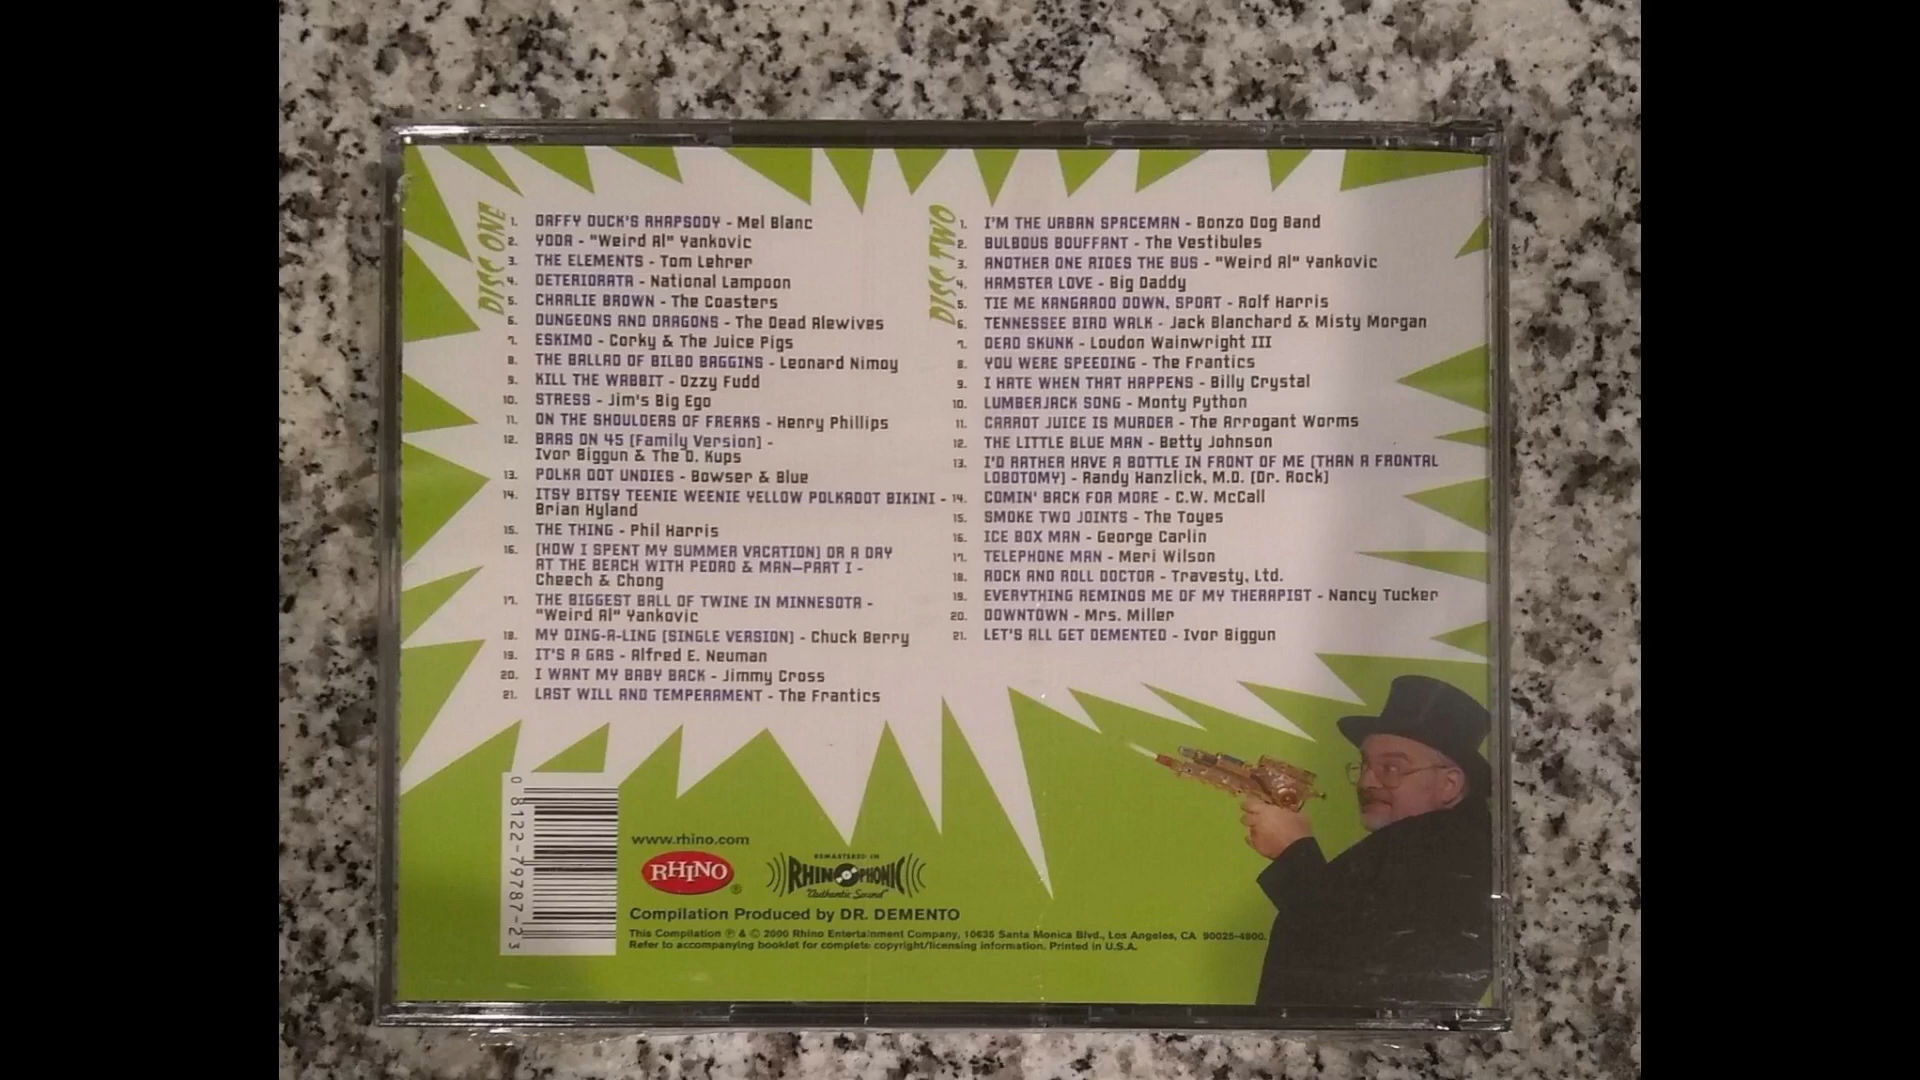 DISC ONE
1. DAFFY DUCK'S RHAPSODY - Mel Blanc
2. YODA - "Weird Al" Yankovic
3. THE ELEMENTS - Tom Lehrer
4. DETERIORATA - National Lampoon
5. CHARLIE BROWN - The Coasters
6. DUNGEONS AND DRAGONS - The Dead Alewives
7. ESKIMO - Corky & The Juice Pigs
8. THE BALLAD OF BILBO BAGGINS - Leonard Nimoy
9. KILL THE WABBIT - Ozzy Fudd
10. STRESS - Jim's Big Ego
11. ON THE SHOULDERS OF FREAKS - Henry Phillips
12. BRAS ON 45 (Family Version) -
Ivor Biggun & The D. Kups
13. POLKA DOT UNDIES - Bowser & Blue
14. ITSY BITSY TEENIE WEENIE YELLOW POLKADOT BIKINI -
Brian Hyland
15. THE THING - Phil Harris
16. (HOW I SPENT MY SUMMER VACATION) OR A DAY
AT THE BEACH WITH PEDRO & MAN—PART I -
Cheech & Chong
17. THE BIGGEST BALL OF TWINE IN MINNESOTA -
"Weird Al" Yankovic
18. MY DING-A-LING (SINGLE VERSION) - Chuck Berry
19. IT'S A GAS - Alfred E. Neuman
20. I WANT MY BABY BACK - Jimmy Cross
21. LAST WILL AND TEMPERAMENT - The Frantics
DISC TWO
1. I'M THE URBAN SPACEMAN - Bonzo Dog Band
2. BULBOUS BOUFFANT - The Vestibules
3. ANOTHER ONE RIDES THE BUS - "Weird Al" Yankovic
4. HAMSTER LOVE - Big Daddy
5. TIE ME KANGAROO DOWN, SPORT - Rolf Harris
6. TENNESSEE BIRD WALK - Jack Blanchard & Misty Morgan
7. DEAD SKUNK - Loudon Wainwright III
8. YOU WERE SPEEDING - The Frantics
9. I HATE WHEN THAT HAPPENS - Billy Crystal
10. LUMBERJACK SONG - Monty Python
11. CARROT JUICE IS MURDER - The Arrogant Worms
12. THE LITTLE BLUE MAN - Betty Johnson
13. I'D RATHER HAVE A BOTTLE IN FRONT OF ME (THAN A FRONTAL
LOBOTOMY) - Randy Hanzlick, M.D. (Dr. Rock)
14. COMIN' BACK FOR MORE - C.W. McCall
15. SMOKE TWO JOINTS - The Toyes
16. ICE BOX MAN - George Carlin
17. TELEPHONE MAN - Meri Wilson
18. ROCK AND ROLL DOCTOR - Travesty, Ltd.
19. EVERYTHING REMINDS ME OF MY THERAPIST - Nancy Tucker
20. DOWNTOWN - Mrs. Miller
21. LET'S ALL GET DEMENTED - Ivor Biggun
0 8122-79787-2 3
www.rhino.com
RHINO ®
REMASTERED IN
RHINOPHONIC
"Authentic Sound"
Compilation Produced by DR. DEMENTO
This Compilation ℗ & © 2000 Rhino Entertainment Company, 10635 Santa Monica Blvd., Los Angeles, CA 90025-4900.
Refer to accompanying booklet for complete copyright/licensing information. Printed in U.S.A.